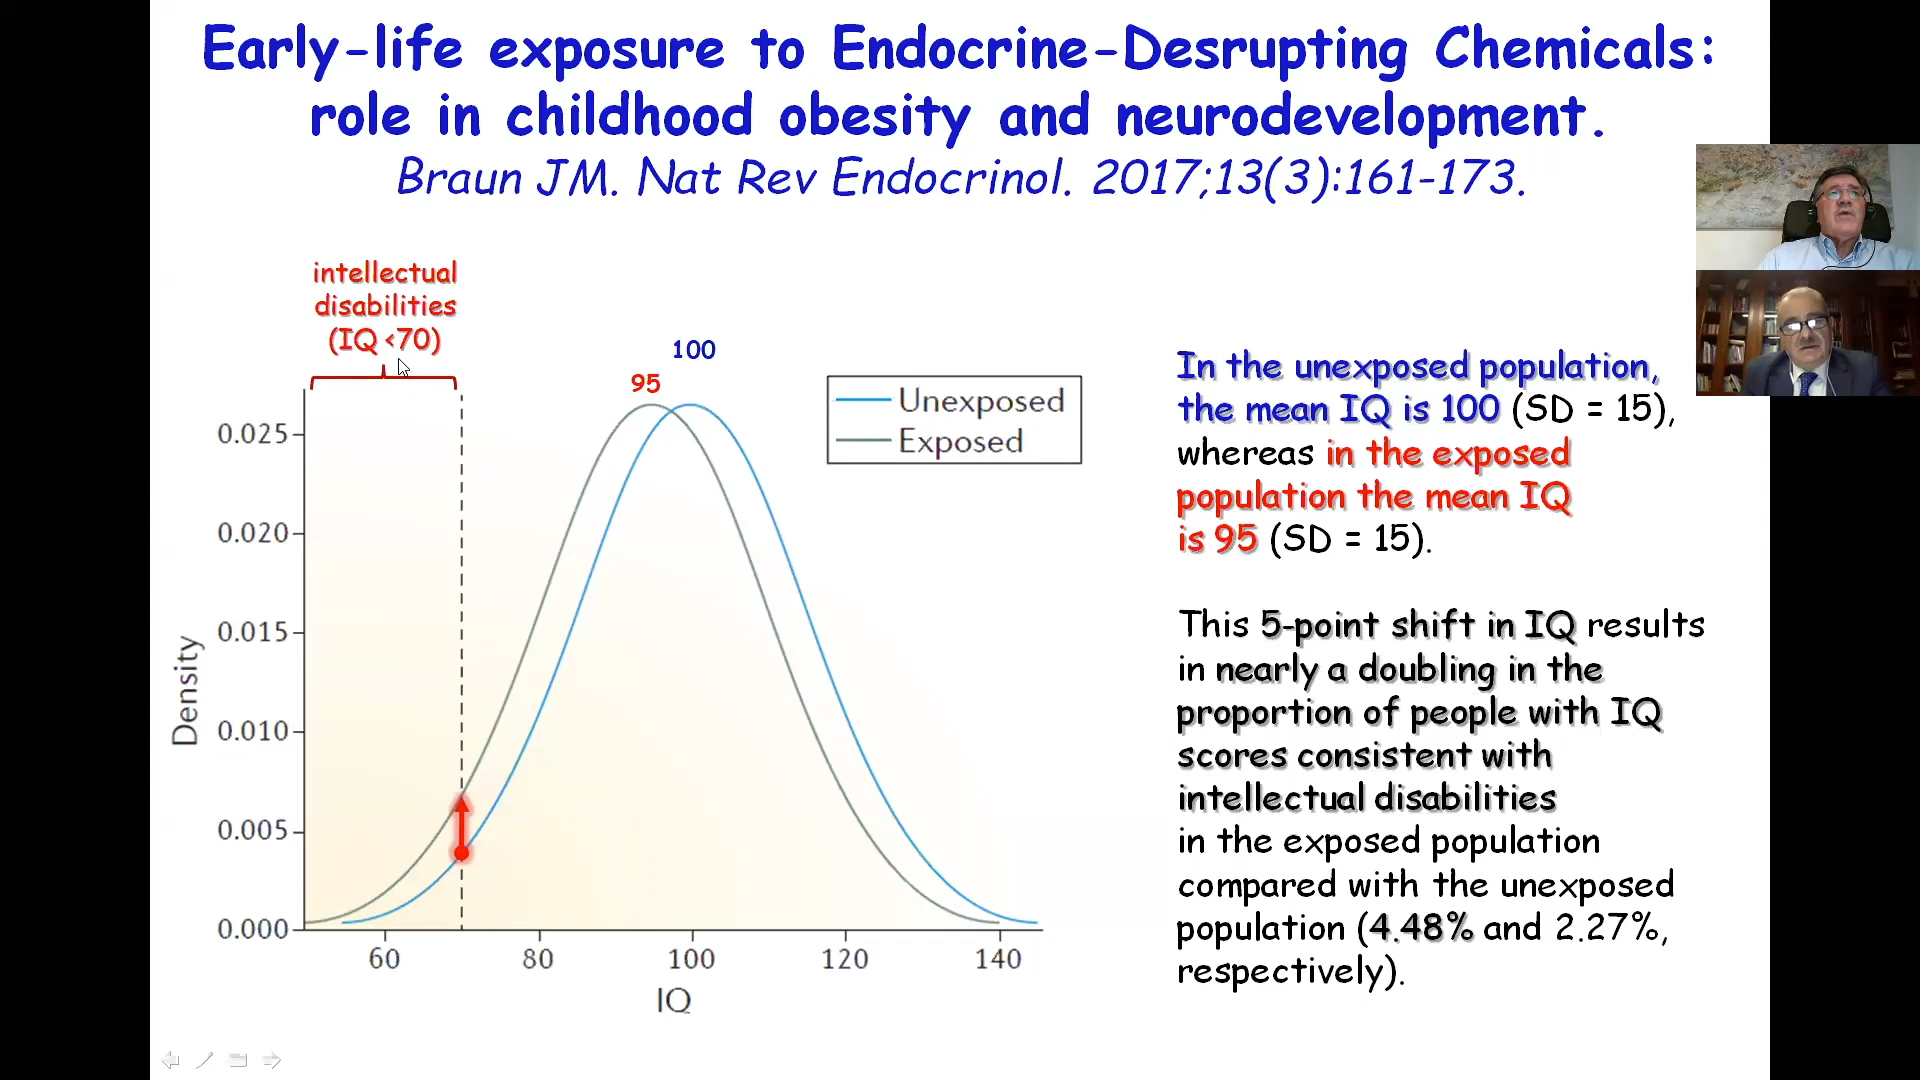 Early-life exposure to Endocrine-Desrupting Chemicals:
role in childhood obesity and neurodevelopment.
Braun JM. Nat Rev Endocrinol. 2017;13(3):161-173.
intellectual
disabilities
(IQ <70)
100
95
Unexposed
Exposed
0.025
0.020
0.015
0.010
0.005
0.000
Density
60
80
100
120
140
IQ
In the unexposed population,
the mean IQ is 100 (SD = 15),
whereas in the exposed
population the mean IQ
is 95 (SD = 15).
This 5-point shift in IQ results
in nearly a doubling in the
proportion of people with IQ
scores consistent with
intellectual disabilities
in the exposed population
compared with the unexposed
population (4.48% and 2.27%,
respectively).